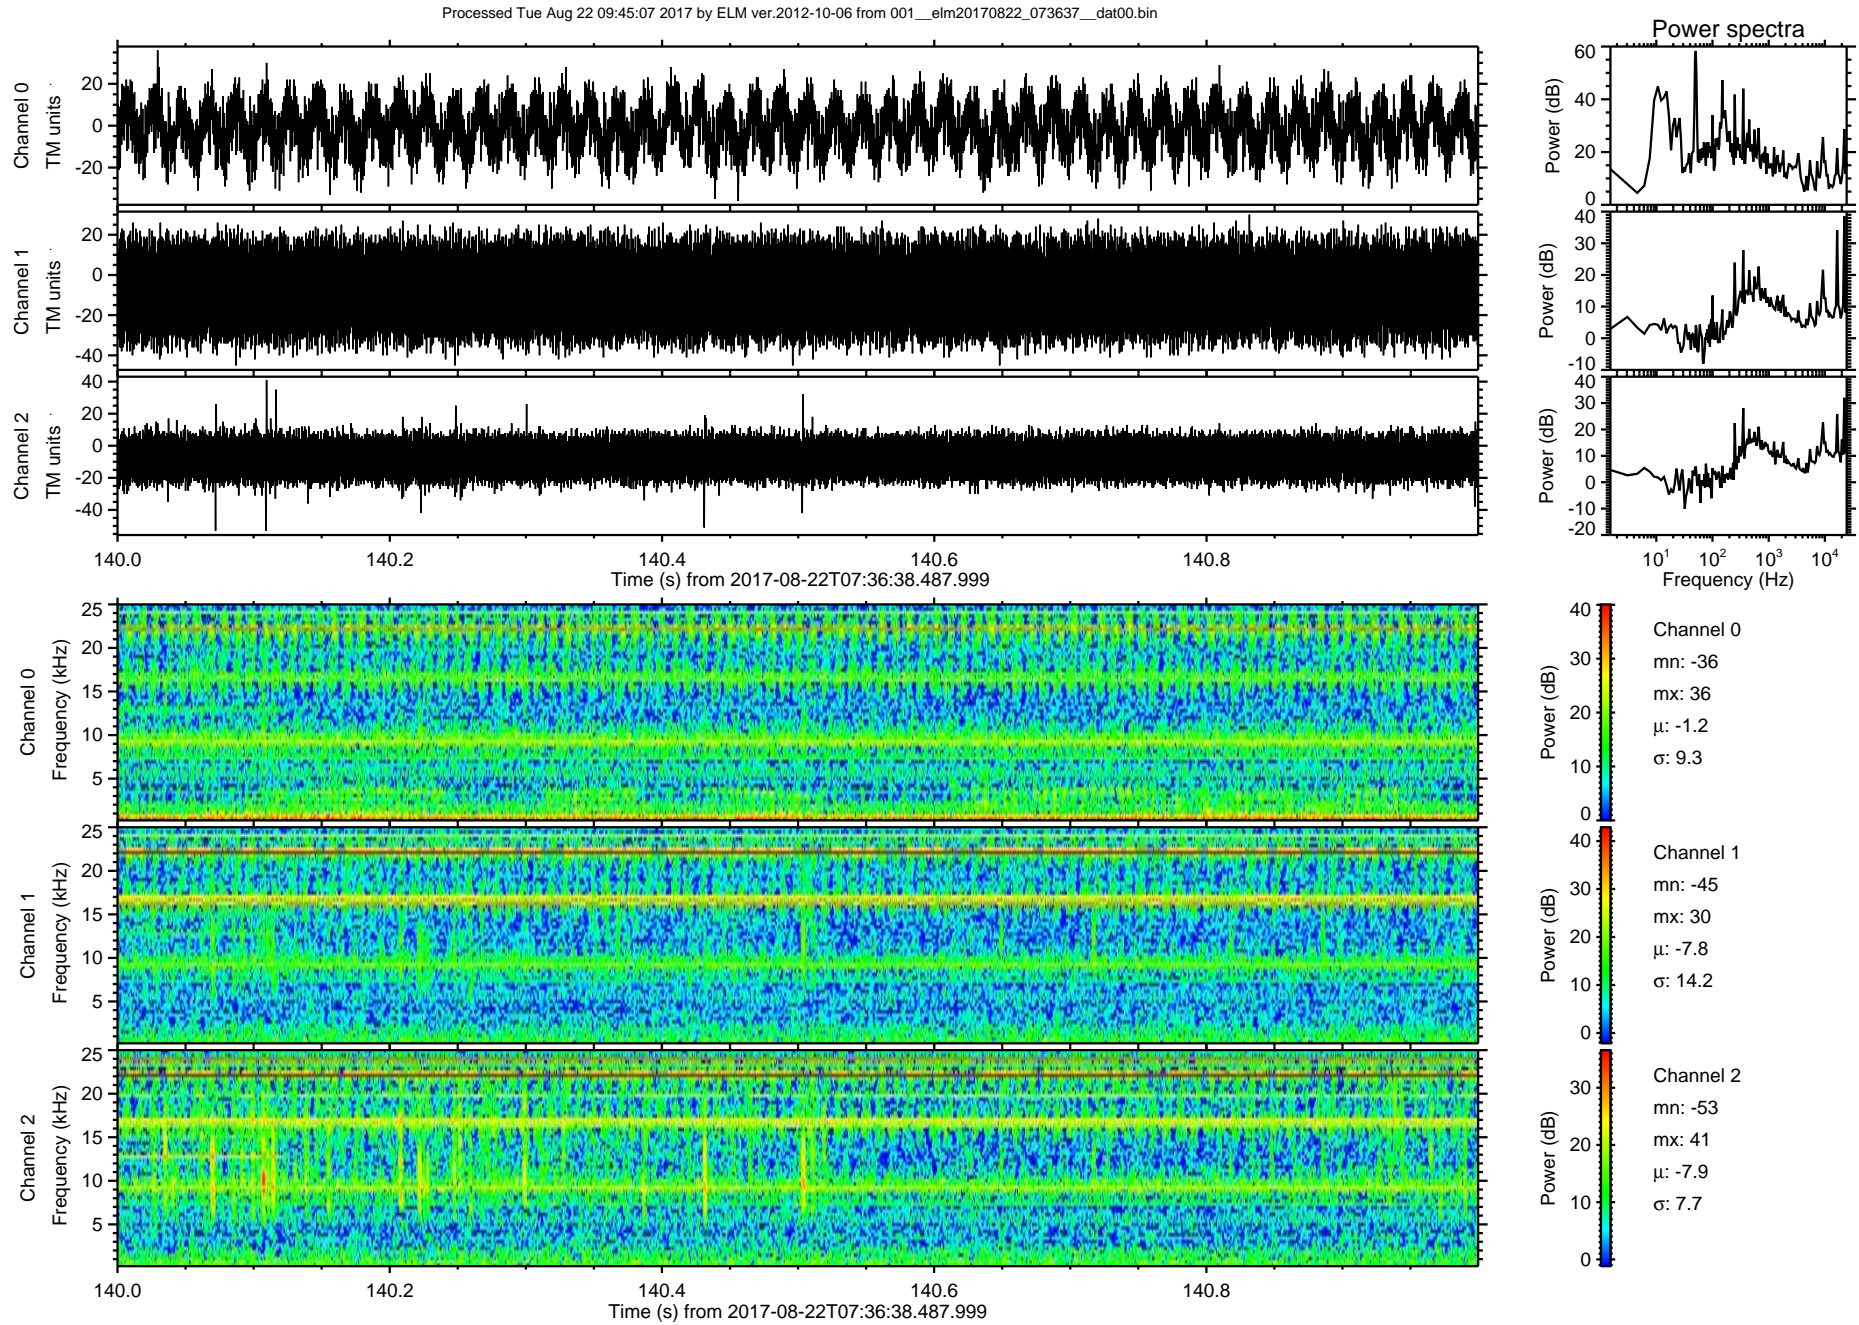 Processed Tue Aug 22 09:45:07 2017 by ELM ver.2012-10-06 from 001__elm20170822_073637__dat00.bin
Power spectra
Channel 0
TM units
20
0
-20
Power (dB)
60
40
20
0
Channel 1
TM units
20
0
-20
-40
Power (dB)
40
30
20
10
0
-10
Channel 2
TM units
40
20
0
-20
-40
Power (dB)
40
30
20
10
0
-10
-20
140.0 140.2 140.4 140.6 140.8
Time (s) from 2017-08-22T07:36:38.487.999
10^1 10^2 10^3 10^4
Frequency (Hz)
Channel 0
Frequency (kHz)
25
20
15
10
5
Power (dB)
40
30
20
10
0
Channel 0
mn: -36
mx: 36
μ: -1.2
σ: 9.3
Channel 1
Frequency (kHz)
25
20
15
10
5
Power (dB)
40
30
20
10
0
Channel 1
mn: -45
mx: 30
μ: -7.8
σ: 14.2
Channel 2
Frequency (kHz)
25
20
15
10
5
Power (dB)
30
20
10
0
Channel 2
mn: -53
mx: 41
μ: -7.9
σ: 7.7
140.0 140.2 140.4 140.6 140.8
Time (s) from 2017-08-22T07:36:38.487.999